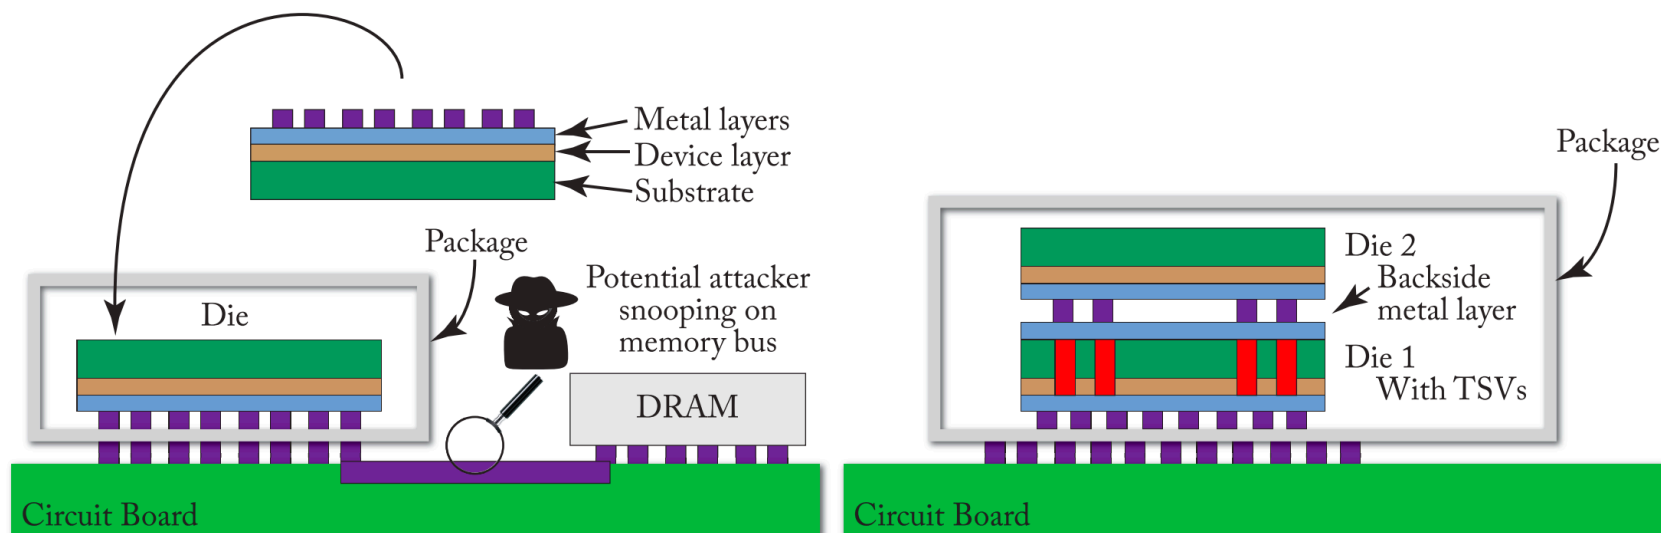 Metal layers
Device layer
Substrate
Package
Die
Potential attacker
snooping on
memory bus
DRAM
Circuit Board
Package
Die 2
Backside
metal layer
Die 1
With TSVs
Circuit Board